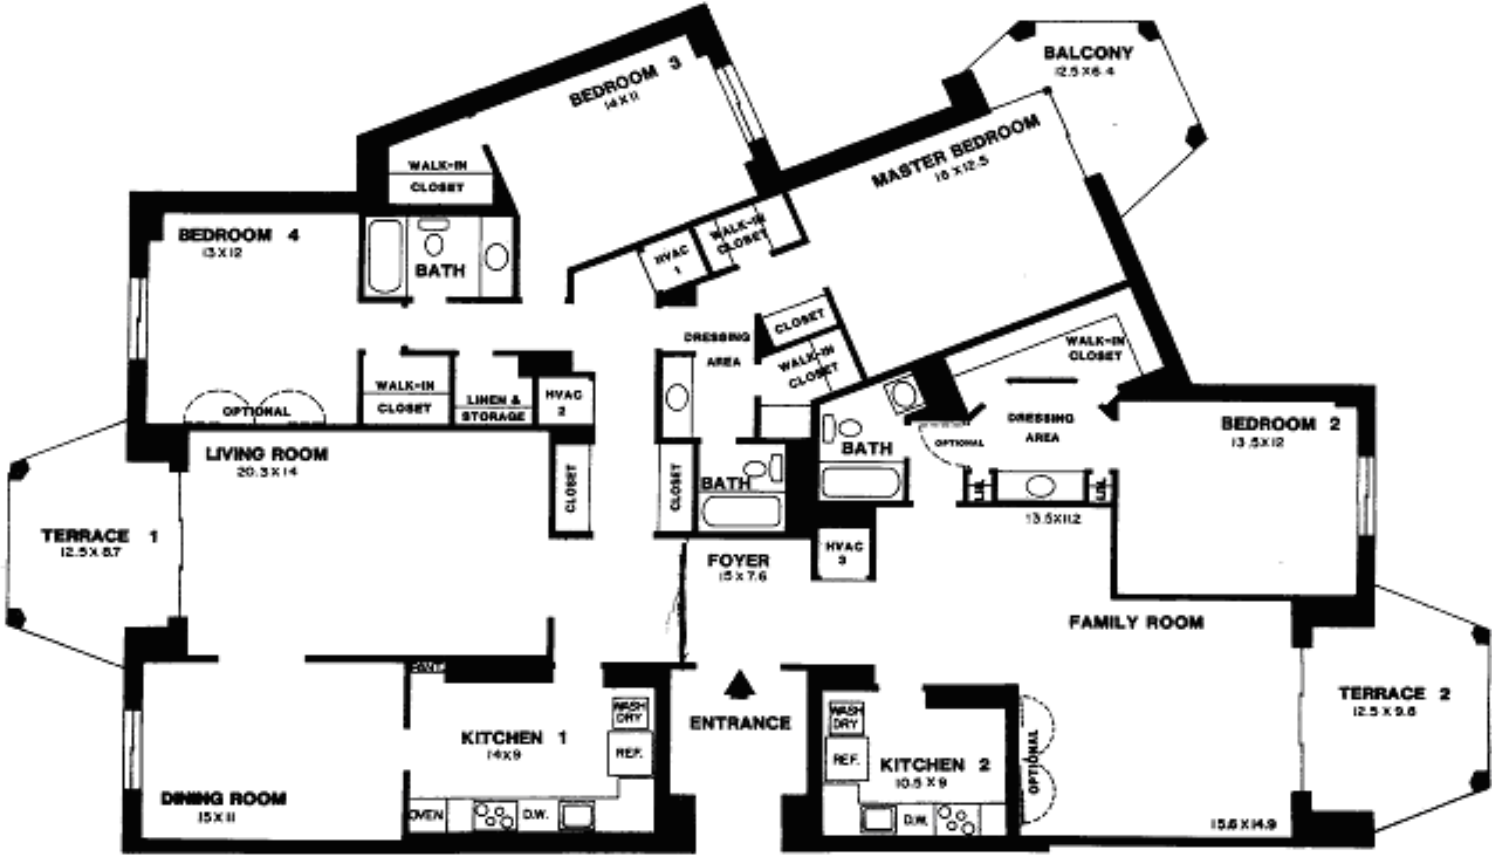 BALCONY
12.5 X 6.4
BEDROOM 3
14 X 11
MASTER BEDROOM
18 X 12.5
WALK-IN
CLOSET
BEDROOM 4
13 X 12
BATH
HVAC
1
WALK-IN
CLOSET
DRESSING
AREA
CLOSET
WALK-IN
CLOSET
WALK-IN
CLOSET
WALK-IN
CLOSET
LINEN &
STORAGE
HVAC
2
OPTIONAL
DRESSING
AREA
BEDROOM 2
13.5 X 12
LIVING ROOM
20.3 X 14
BATH
OPTIONAL
CLOSET
CLOSET
BATH
LIN.
LIN.
13.5 X 11.2
TERRACE 1
12.5 X 8.7
FOYER
15 X 7.6
HVAC
3
FAMILY ROOM
PANT.
ENTRANCE
WASH
DRY
REF.
KITCHEN 1
14 X 9
WASH
DRY
REF.
KITCHEN 2
10.5 X 9
OPTIONAL
TERRACE 2
12.5 X 9.8
DINING ROOM
15 X 11
OVEN
D.W.
D.W.
15.6 X 14.9